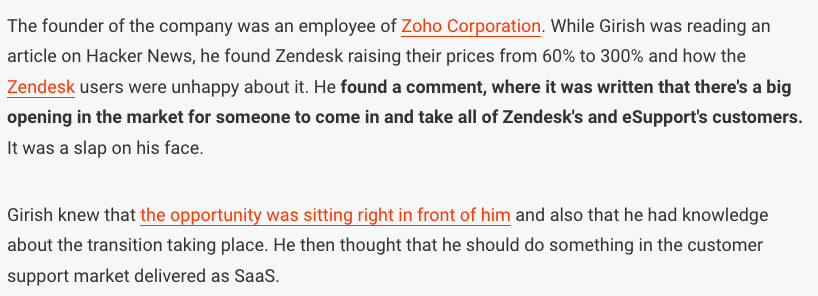 The founder of the company was an employee of Zoho Corporation. While Girish was reading an
article on Hacker News, he found Zendesk raising their prices from 60% to 300% and how the
Zendesk users were unhappy about it. He found a comment, where it was written that there's a big
opening in the market for someone to come in and take all of Zendesk's and eSupport's customers.
It was a slap on his face.
Girish knew that the opportunity was sitting right in front of him and also that he had knowledge
about the transition taking place. He then thought that he should do something in the customer
support market delivered as SaaS.